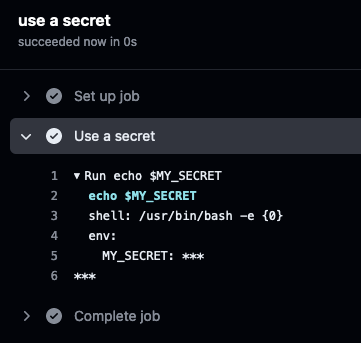 use a secret
succeeded now in 0s
Set up job
Use a secret
1 ▼ Run echo $MY_SECRET
2 echo $MY_SECRET
3 shell: /usr/bin/bash -e {0}
4 env:
5 MY_SECRET: ***
6 ***
Complete job